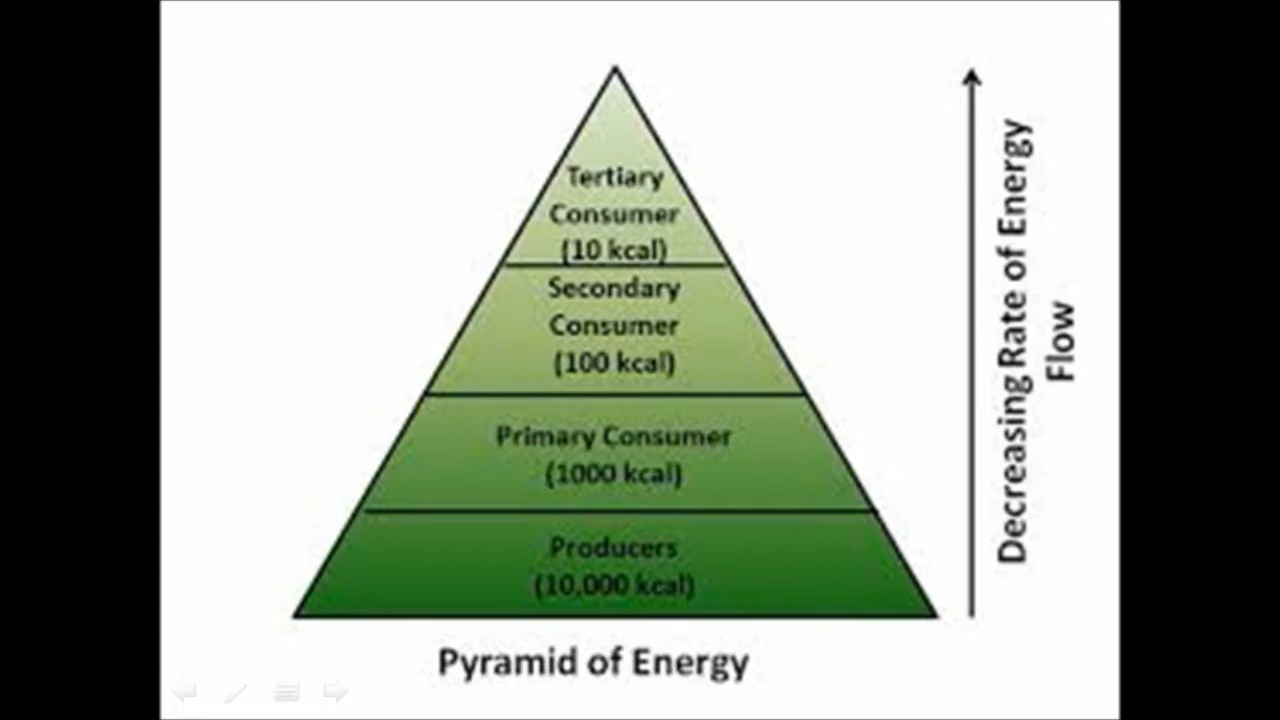 Tertiary
Consumer
(10 kcal)
Secondary
Consumer
(100 kcal)
Primary Consumer
(1000 kcal)
Producers
(10,000 kcal)
Pyramid of Energy
Decreasing Rate of Energy
Flow